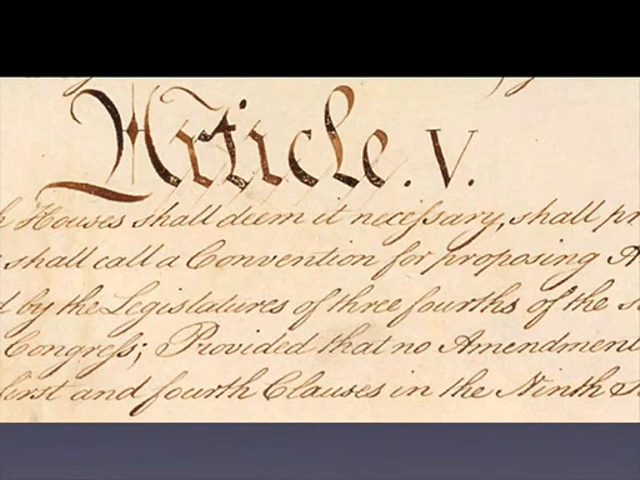 Article. V.
Houses shall deem it neceſsary, shall
shall call a Convention for proposing
by the Legislatures of three fourths of the
Congreſs; Provided that no Amendment
first and fourth Clauses in the Ninth